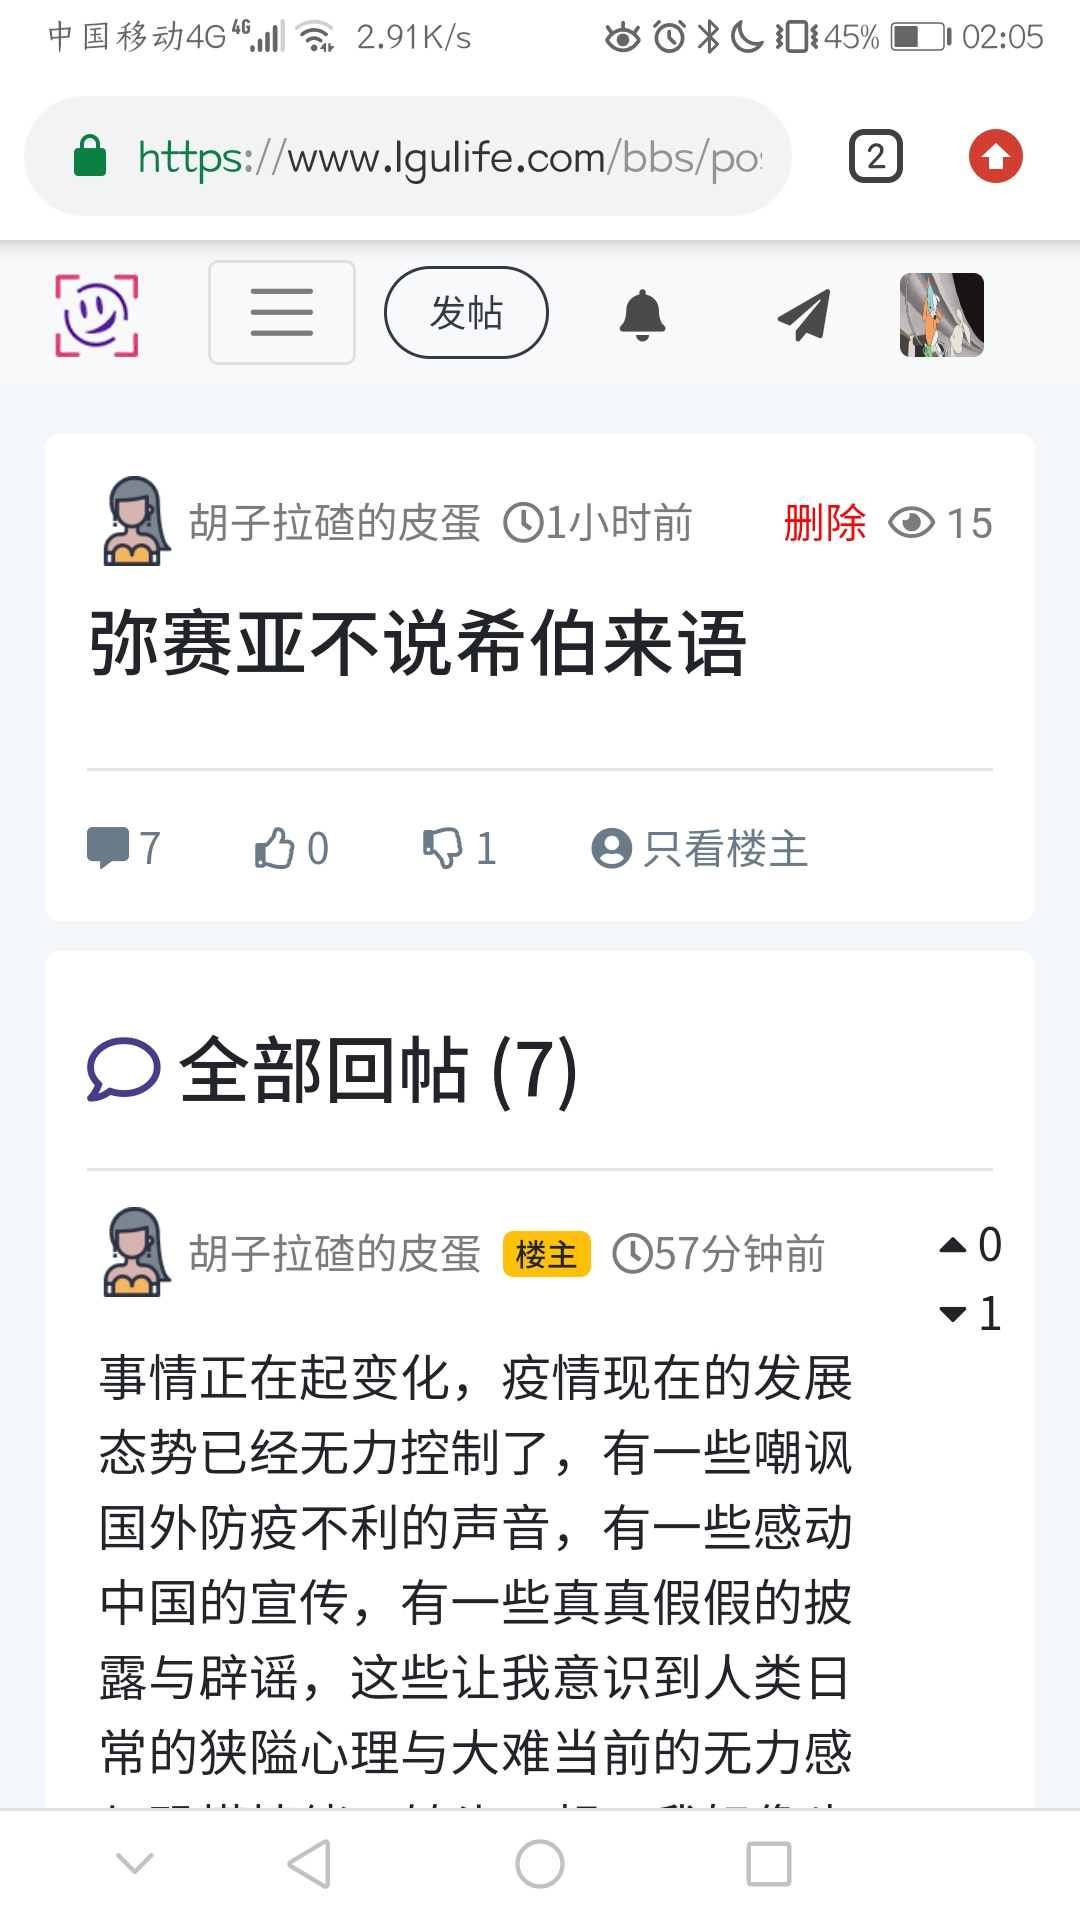 中国移动4G 4G 2.91K/s 45% 02:05
https://www.lgulife.com/bbs/pos
2
发帖
胡子拉碴的皮蛋 1小时前 删除 15
弥赛亚不说希伯来语
7 0 1 只看楼主
全部回帖 (7)
胡子拉碴的皮蛋 楼主 57分钟前 0
1
事情正在起变化，疫情现在的发展
态势已经无力控制了，有一些嘲讽
国外防疫不利的声音，有一些感动
中国的宣传，有一些真真假假的披
露与辟谣，这些让我意识到人类日
常的狭隘心理与大难当前的无力感